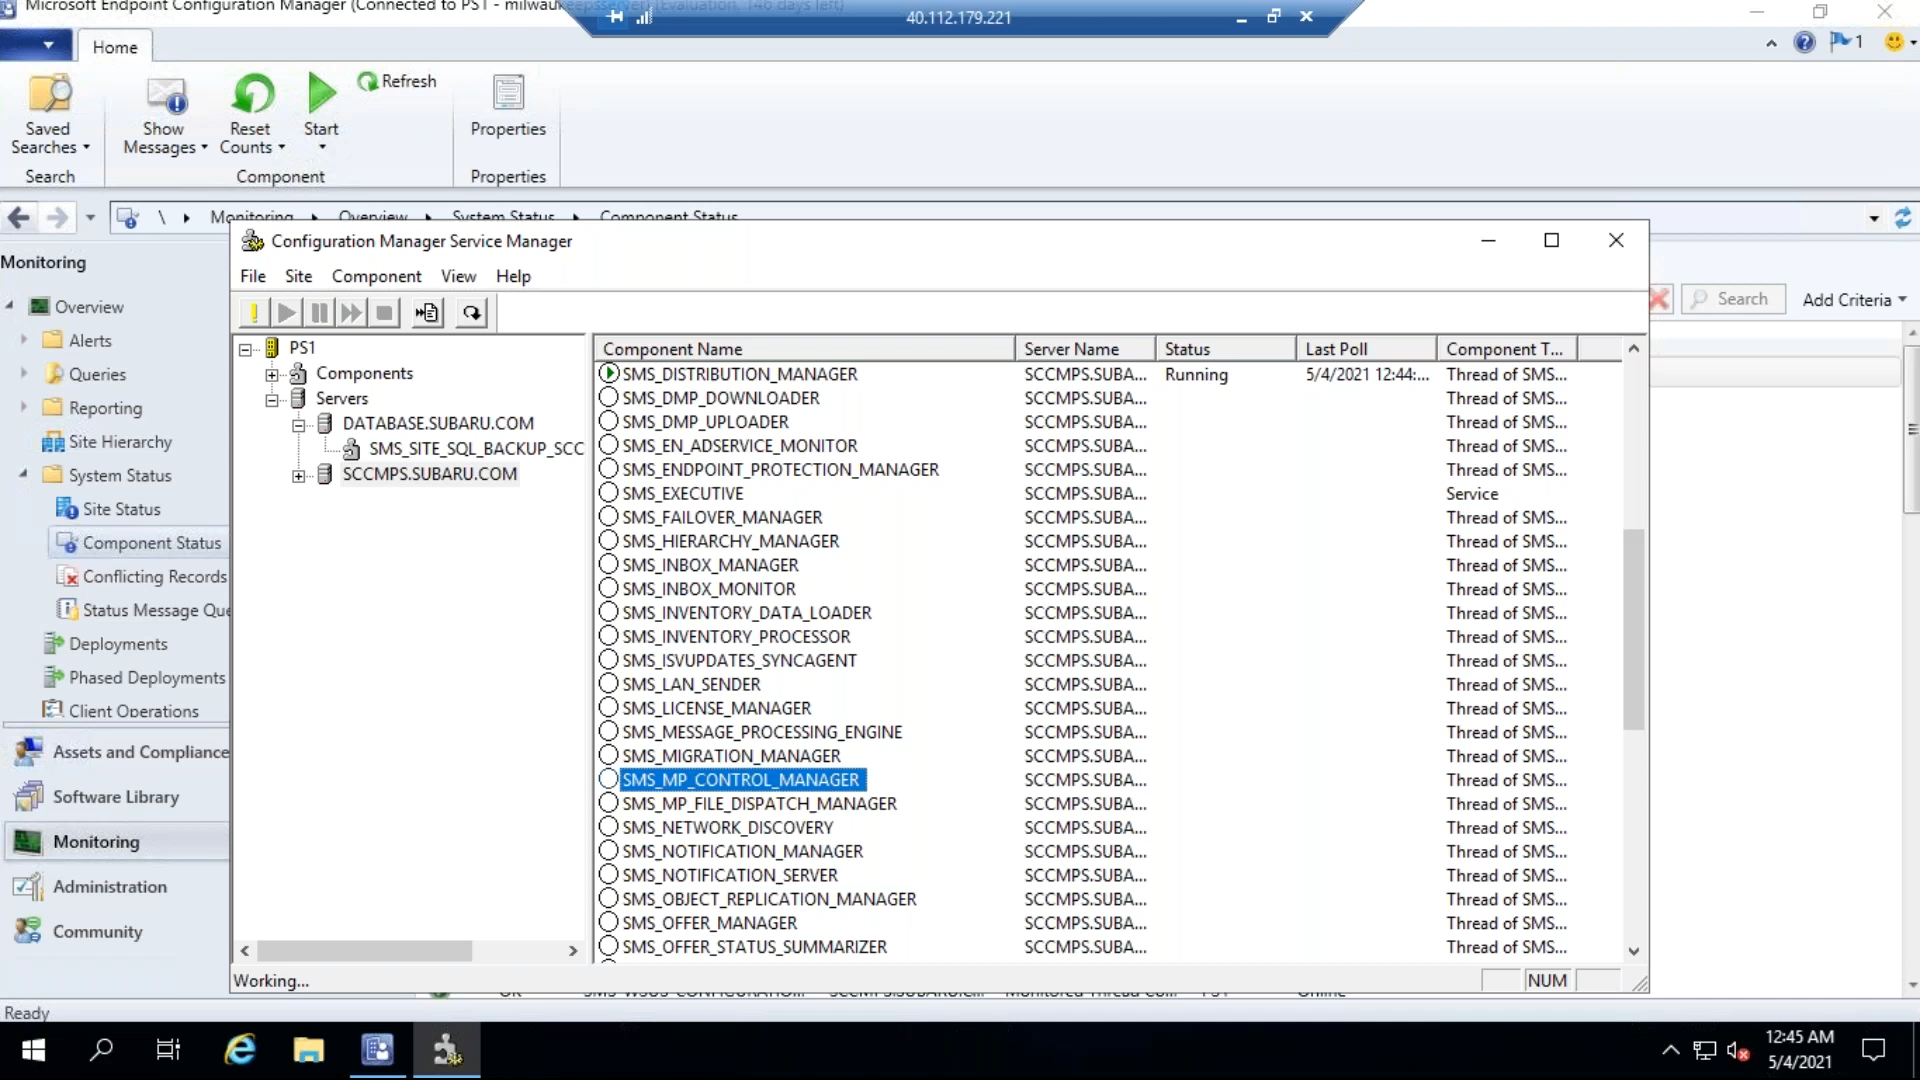 Microsoft Endpoint Configuration Manager (Connected to PS1 - milwaukeepsserver) (Evaluation, 146 days left)
40.112.179.221
Home
1
Saved Searches
Show Messages
Reset Counts
Start
Refresh
Properties
Search
Component
Properties
\ Monitoring Overview System Status Component Status
Monitoring
Overview
Alerts
Queries
Reporting
Site Hierarchy
System Status
Site Status
Component Status
Conflicting Records
Status Message Que
Deployments
Phased Deployments
Client Operations
Assets and Compliance
Software Library
Monitoring
Administration
Community
Search
Add Criteria
Configuration Manager Service Manager
File Site Component View Help
PS1
Components
Servers
DATABASE.SUBARU.COM
SMS_SITE_SQL_BACKUP_SCC
SCCMPS.SUBARU.COM
Component Name Server Name Status Last Poll Component T...
SMS_DISTRIBUTION_MANAGER SCCMPS.SUBA... Running 5/4/2021 12:44:... Thread of SMS...
SMS_DMP_DOWNLOADER SCCMPS.SUBA... Thread of SMS...
SMS_DMP_UPLOADER SCCMPS.SUBA... Thread of SMS...
SMS_EN_ADSERVICE_MONITOR SCCMPS.SUBA... Thread of SMS...
SMS_ENDPOINT_PROTECTION_MANAGER SCCMPS.SUBA... Thread of SMS...
SMS_EXECUTIVE SCCMPS.SUBA... Service
SMS_FAILOVER_MANAGER SCCMPS.SUBA... Thread of SMS...
SMS_HIERARCHY_MANAGER SCCMPS.SUBA... Thread of SMS...
SMS_INBOX_MANAGER SCCMPS.SUBA... Thread of SMS...
SMS_INBOX_MONITOR SCCMPS.SUBA... Thread of SMS...
SMS_INVENTORY_DATA_LOADER SCCMPS.SUBA... Thread of SMS...
SMS_INVENTORY_PROCESSOR SCCMPS.SUBA... Thread of SMS...
SMS_ISVUPDATES_SYNCAGENT SCCMPS.SUBA... Thread of SMS...
SMS_LAN_SENDER SCCMPS.SUBA... Thread of SMS...
SMS_LICENSE_MANAGER SCCMPS.SUBA... Thread of SMS...
SMS_MESSAGE_PROCESSING_ENGINE SCCMPS.SUBA... Thread of SMS...
SMS_MIGRATION_MANAGER SCCMPS.SUBA... Thread of SMS...
SMS_MP_CONTROL_MANAGER SCCMPS.SUBA... Thread of SMS...
SMS_MP_FILE_DISPATCH_MANAGER SCCMPS.SUBA... Thread of SMS...
SMS_NETWORK_DISCOVERY SCCMPS.SUBA... Thread of SMS...
SMS_NOTIFICATION_MANAGER SCCMPS.SUBA... Thread of SMS...
SMS_NOTIFICATION_SERVER SCCMPS.SUBA... Thread of SMS...
SMS_OBJECT_REPLICATION_MANAGER SCCMPS.SUBA... Thread of SMS...
SMS_OFFER_MANAGER SCCMPS.SUBA... Thread of SMS...
SMS_OFFER_STATUS_SUMMARIZER SCCMPS.SUBA... Thread of SMS...
Working...
NUM
Ready
12:45 AM
5/4/2021